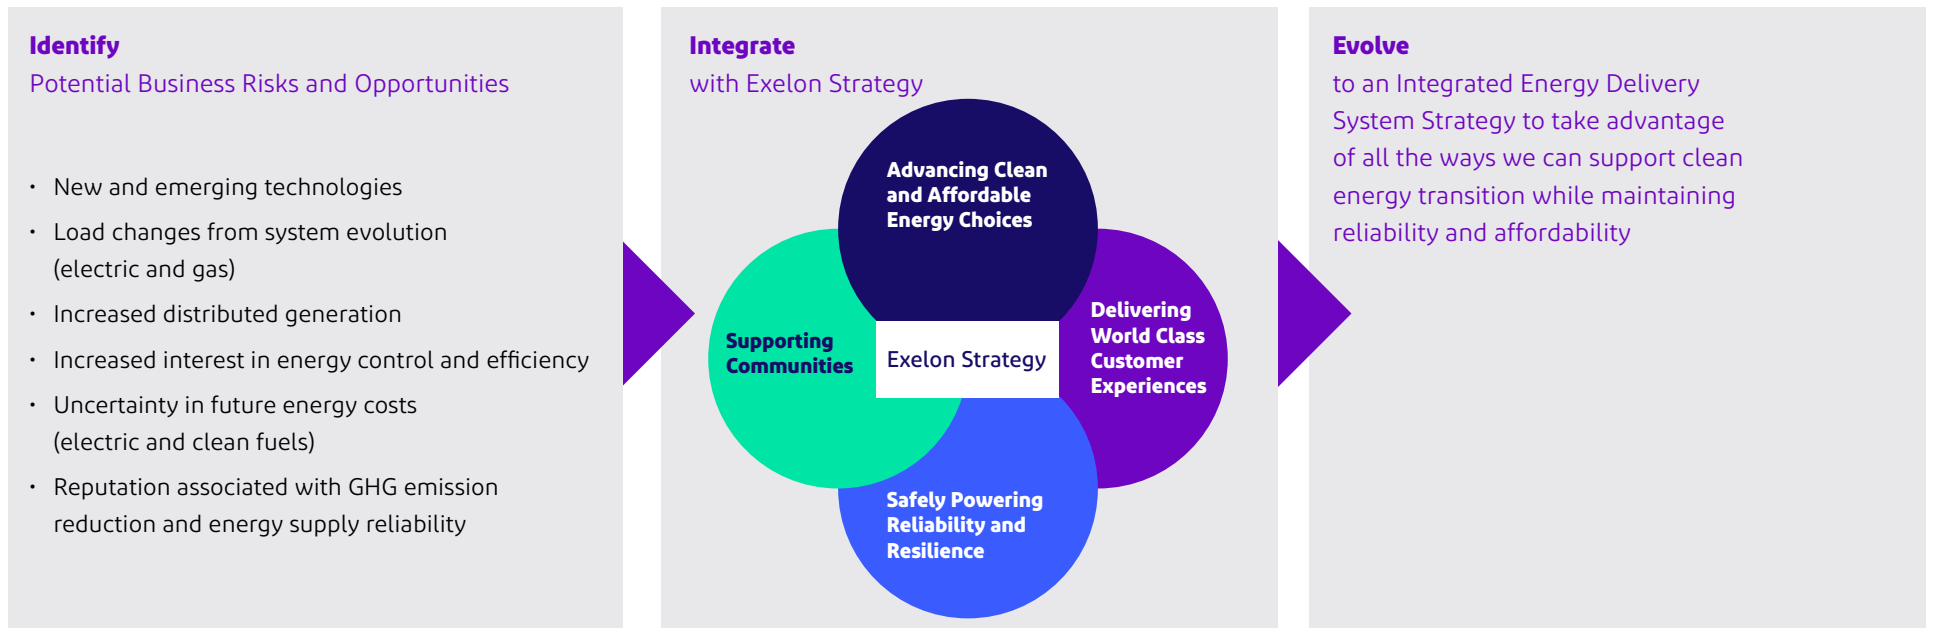 Identify
Potential Business Risks and Opportunities
• New and emerging technologies
• Load changes from system evolution
(electric and gas)
• Increased distributed generation
• Increased interest in energy control and efficiency
• Uncertainty in future energy costs
(electric and clean fuels)
• Reputation associated with GHG emission
reduction and energy supply reliability
Integrate
with Exelon Strategy
Advancing Clean
and Affordable
Energy Choices
Supporting
Communities
Exelon Strategy
Delivering
World Class
Customer
Experiences
Safely Powering
Reliability and
Resilience
Evolve
to an Integrated Energy Delivery
System Strategy to take advantage
of all the ways we can support clean
energy transition while maintaining
reliability and affordability